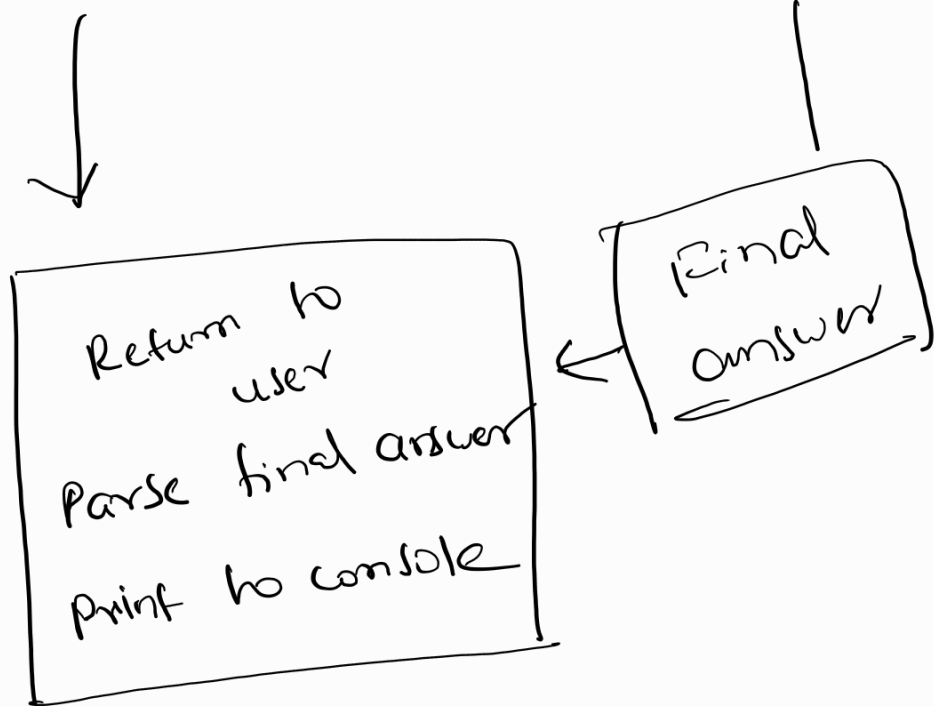 Return to
user
Parse final answer
print to console
Final
answer